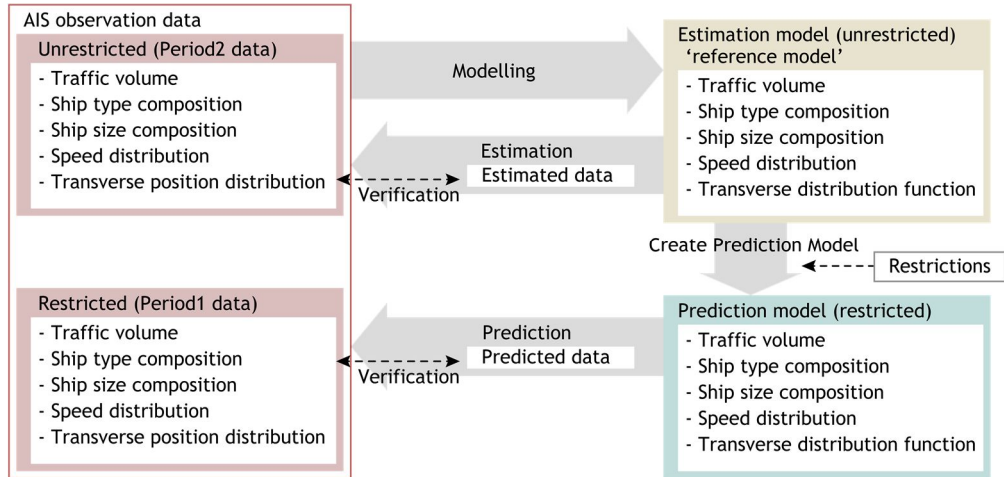 AIS observation data
Unrestricted (Period2 data)
- Traffic volume
- Ship type composition
- Ship size composition
- Speed distribution
- Transverse position distribution
Modelling
Estimation model (unrestricted)
‘reference model’
- Traffic volume
- Ship type composition
- Ship size composition
- Speed distribution
- Transverse distribution function
Estimation
Estimated data
Verification
Create Prediction Model
Restrictions
Restricted (Period1 data)
- Traffic volume
- Ship type composition
- Ship size composition
- Speed distribution
- Transverse position distribution
Prediction
Predicted data
Verification
Prediction model (restricted)
- Traffic volume
- Ship type composition
- Ship size composition
- Speed distribution
- Transverse distribution function